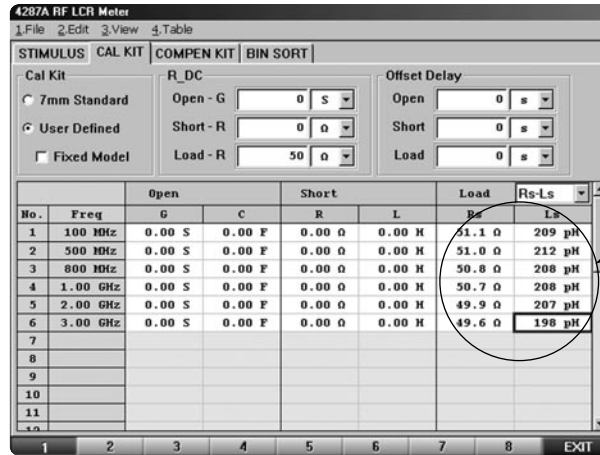 4287A RF LCR Meter
1.File 2.Edit 3.View 4.Table
STIMULUS CAL KIT COMPEN KIT BIN SORT
Cal Kit R_DC Offset Delay
7mm Standard Open - G 0 S Open 0 s
User Defined Short - R 0 Ω Short 0 s
Fixed Model Load - R 50 Ω Load 0 s
Open Short Load Rs-Ls
No. Freq G C R L Rs Ls
1 100 MHz 0.00 S 0.00 F 0.00 Ω 0.00 H 51.1 Ω 209 pH
2 500 MHz 0.00 S 0.00 F 0.00 Ω 0.00 H 51.0 Ω 212 pH
3 800 MHz 0.00 S 0.00 F 0.00 Ω 0.00 H 50.8 Ω 208 pH
4 1.00 GHz 0.00 S 0.00 F 0.00 Ω 0.00 H 50.7 Ω 208 pH
5 2.00 GHz 0.00 S 0.00 F 0.00 Ω 0.00 H 49.9 Ω 207 pH
6 3.00 GHz 0.00 S 0.00 F 0.00 Ω 0.00 H 49.6 Ω 198 pH
7
8
9
10
11
1 2 3 4 5 6 7 8 EXIT